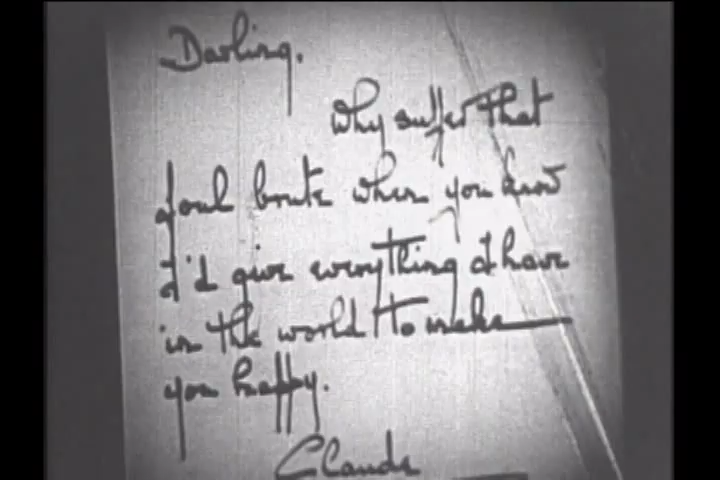 Darling.
Why suffer that
foul brute when you know
I'd give everything I have
in the world to make
you happy.
Claude